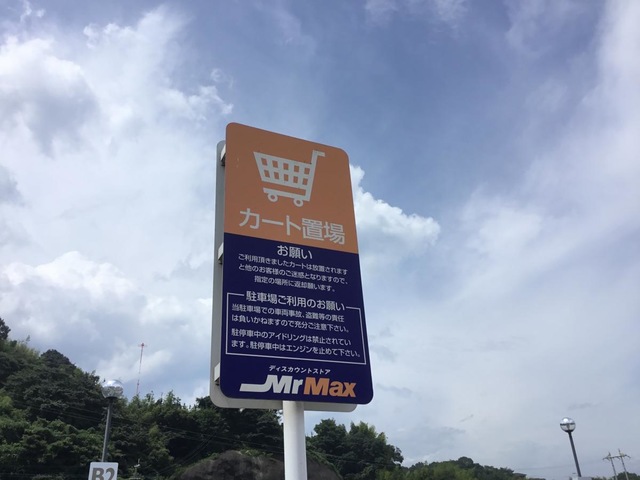 カート置場
お願い
ご利用頂きましたカートは放置されます
と他のお客様のご迷惑となりますので、
指定の場所に返却願います。
駐車場ご利用のお願い
当駐車場での車両事故、盗難等の責任
は負いかねますので充分ご注意下さい。
駐停車中のアイドリングは禁止されてい
ます。駐停車中はエンジンを止めて下さい。
ディスカウントストア
MrMax
B2